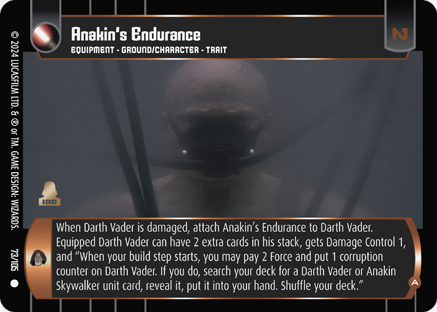 Anakin's Endurance
EQUIPMENT - GROUND/CHARACTER - TRAIT
N
© 2024 LUCASFILM LTD. & ® or TM. GAME DESIGN: WIZARDS.
73/105
IDC
When Darth Vader is damaged, attach Anakin's Endurance to Darth Vader.
Equipped Darth Vader can have 2 extra cards in his stack, gets Damage Control 1,
and "When your build step starts, you may pay 2 Force and put 1 corruption
counter on Darth Vader. If you do, search your deck for a Darth Vader or Anakin
Skywalker unit card, reveal it, put it into your hand. Shuffle your deck."
A